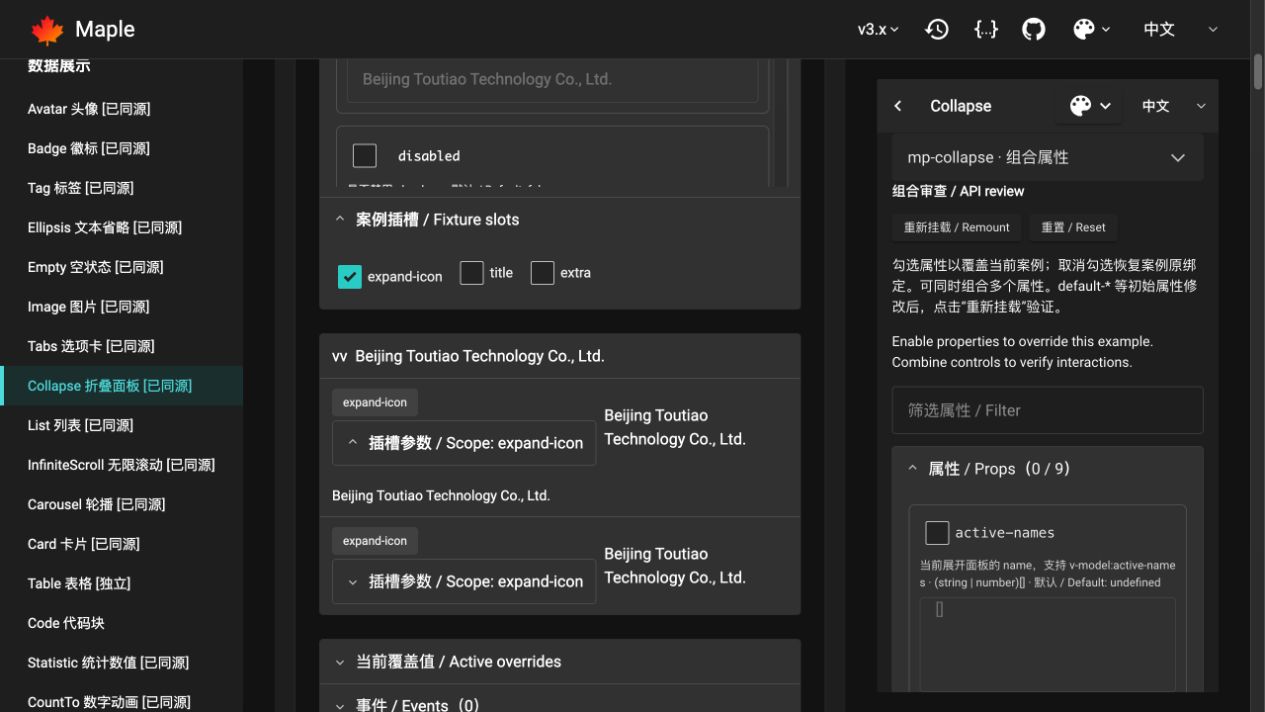 Maple
v3.x
中文
数据展示
Avatar 头像 [已同源]
Badge 徽标 [已同源]
Tag 标签 [已同源]
Ellipsis 文本省略 [已同源]
Empty 空状态 [已同源]
Image 图片 [已同源]
Tabs 选项卡 [已同源]
Collapse 折叠面板 [已同源]
List 列表 [已同源]
InfiniteScroll 无限滚动 [已同源]
Carousel 轮播 [已同源]
Card 卡片 [已同源]
Table 表格 [独立]
Code 代码块
Statistic 统计数值 [已同源]
CountTo 数字动画 [已同源]
Beijing Toutiao Technology Co., Ltd.
disabled
案例插槽 / Fixture slots
expand-icon
title
extra
vv Beijing Toutiao Technology Co., Ltd.
expand-icon
插槽参数 / Scope: expand-icon
Beijing Toutiao
Technology Co., Ltd.
Beijing Toutiao Technology Co., Ltd.
expand-icon
插槽参数 / Scope: expand-icon
Beijing Toutiao
Technology Co., Ltd.
当前覆盖值 / Active overrides
事件 / Events（0）
Collapse
中文
mp-collapse · 组合属性
组合审查 / API review
重新挂载 / Remount
重置 / Reset
勾选属性以覆盖当前案例；取消勾选恢复案例原绑
定。可同时组合多个属性。default-* 等初始属性修
改后，点击“重新挂载”验证。
Enable properties to override this example.
Combine controls to verify interactions.
筛选属性 / Filter
属性 / Props（0 / 9）
active-names
当前展开面板的 name，支持 v-model:active-name
s · (string | number)[] · 默认 / Default: undefined
[]